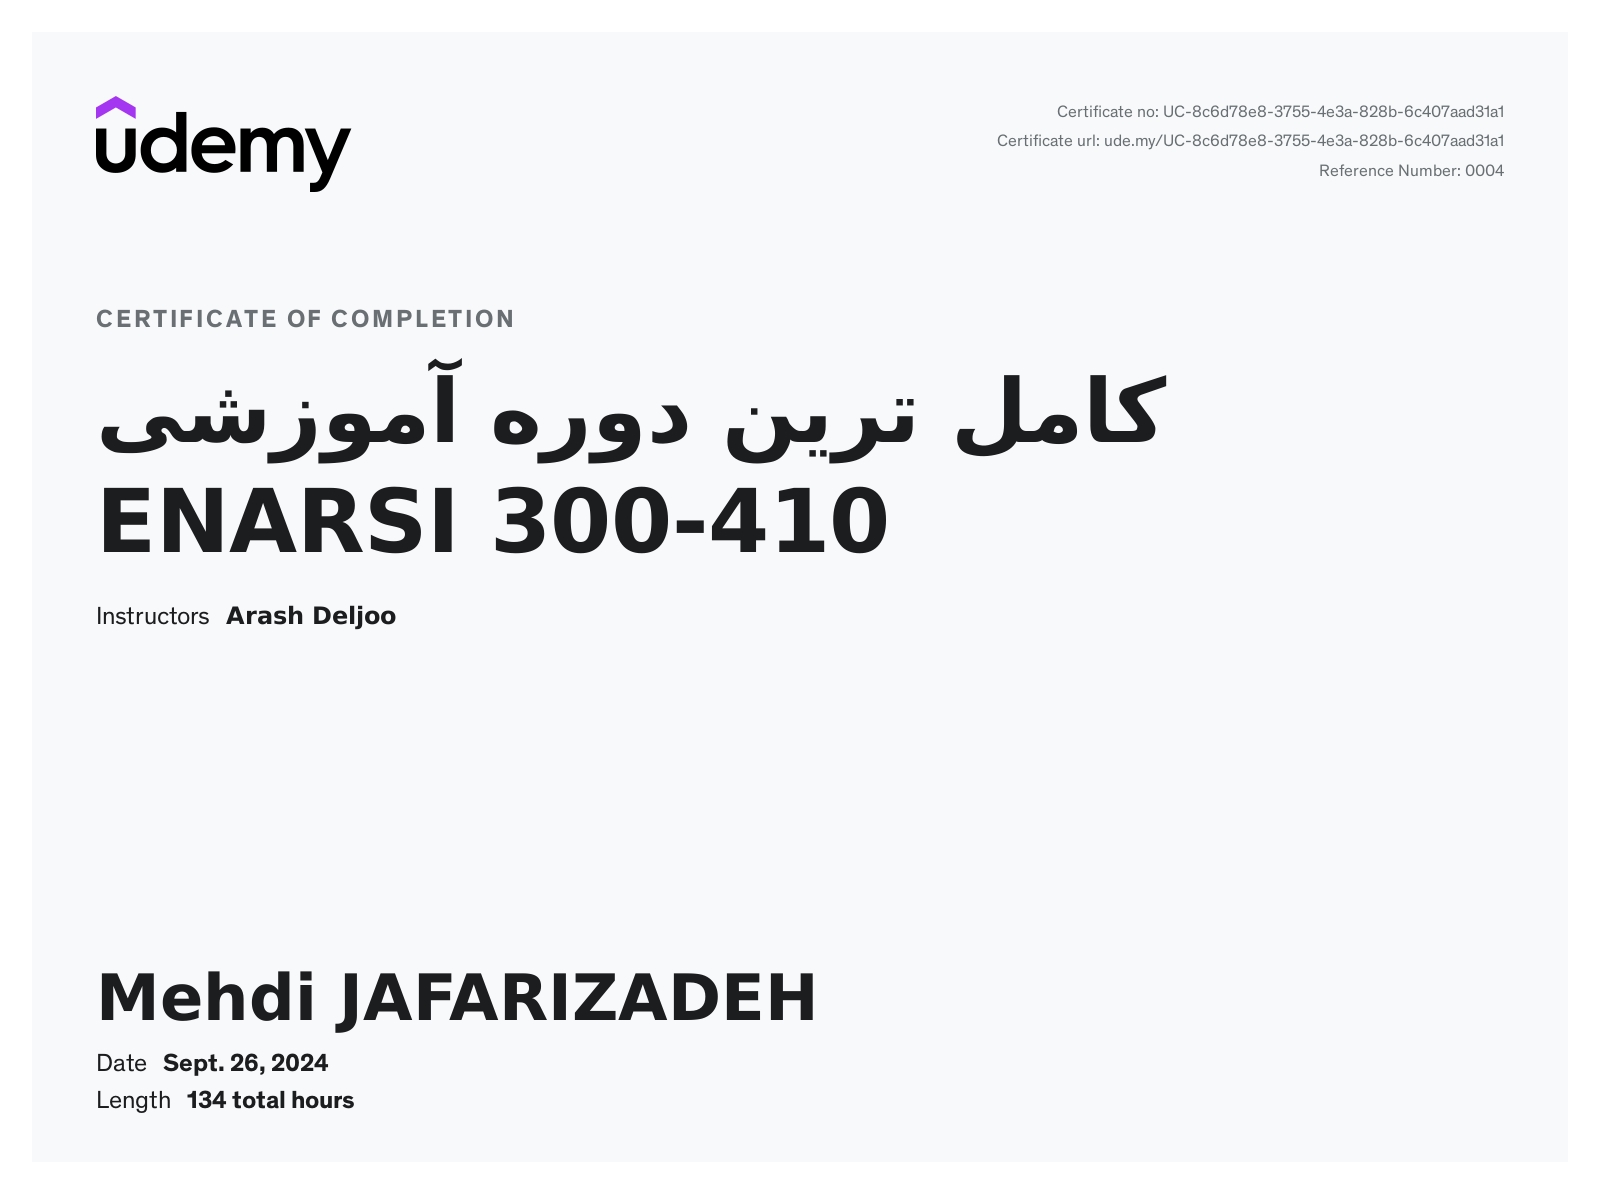 udemy
Certificate no: UC-8c6d78e8-3755-4e3a-828b-6c407aad31a1
Certificate url: ude.my/UC-8c6d78e8-3755-4e3a-828b-6c407aad31a1
Reference Number: 0004
CERTIFICATE OF COMPLETION
کامل ترین دوره آموزشی
ENARSI 300-410
Instructors Arash Deljoo
Mehdi JAFARIZADEH
Date Sept. 26, 2024
Length 134 total hours